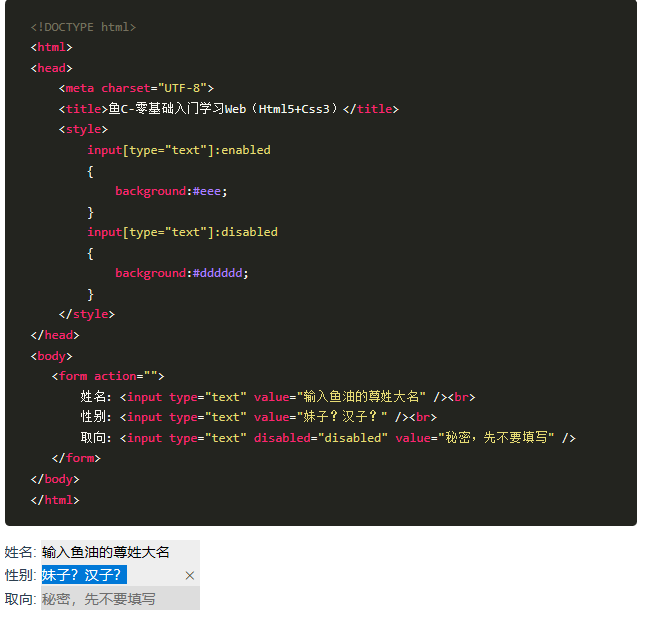 <!DOCTYPE html>
<html>
<head>
    <meta charset="UTF-8">
    <title>鱼C-零基础入门学习Web（Html5+Css3）</title>
    <style>
        input[type="text"]:enabled
        {
            background:#eee;
        }
        input[type="text"]:disabled
        {
            background:#dddddd;
        }
    </style>
</head>
<body>
   <form action="">
       姓名: <input type="text" value="输入鱼油的尊姓大名" /><br>
       性别: <input type="text" value="妹子？汉子？" /><br>
       取向: <input type="text" disabled="disabled" value="秘密，先不要填写" />
   </form>
</body>
</html>
姓名: 输入鱼油的尊姓大名
性别: 妹子？汉子？ ×
取向: 秘密，先不要填写